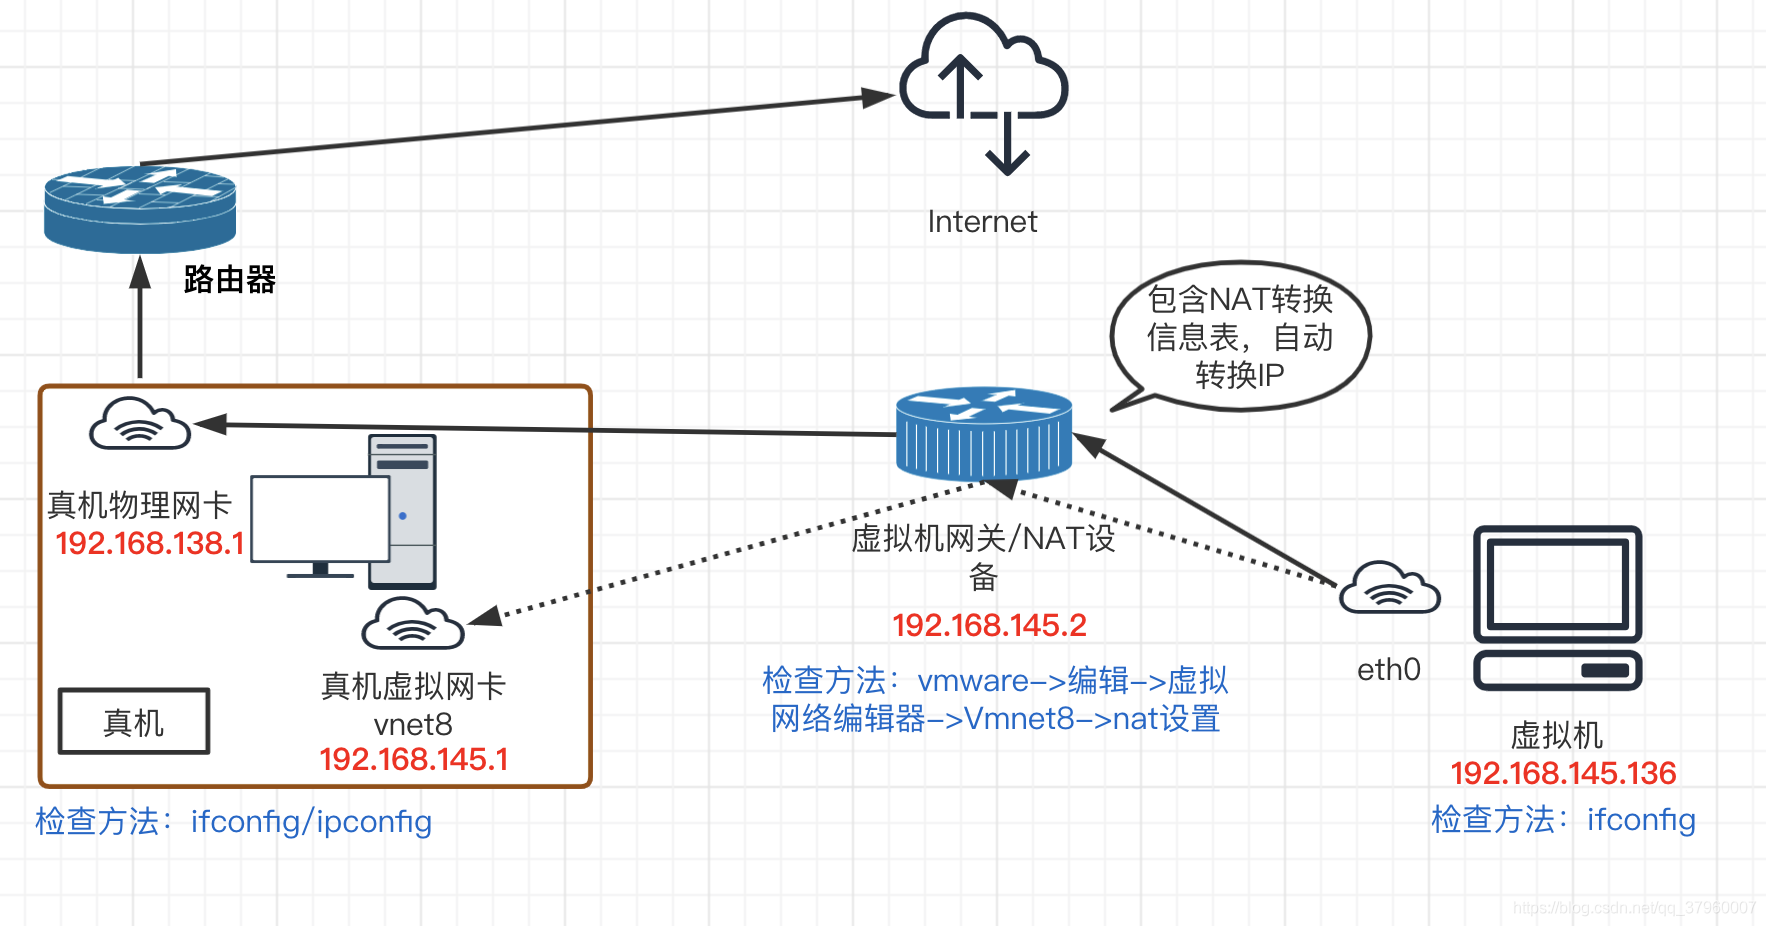 Internet
路由器
包含NAT转换
信息表，自动
转换IP
真机物理网卡
192.168.138.1
虚拟机网关/NAT设
备
192.168.145.2
检查方法：vmware->编辑->虚拟
网络编辑器->Vmnet8->nat设置
真机虚拟网卡
vnet8
192.168.145.1
真机
检查方法：ifconfig/ipconfig
eth0
虚拟机
192.168.145.136
检查方法：ifconfig
https://blog.csdn.net/qq_37960007